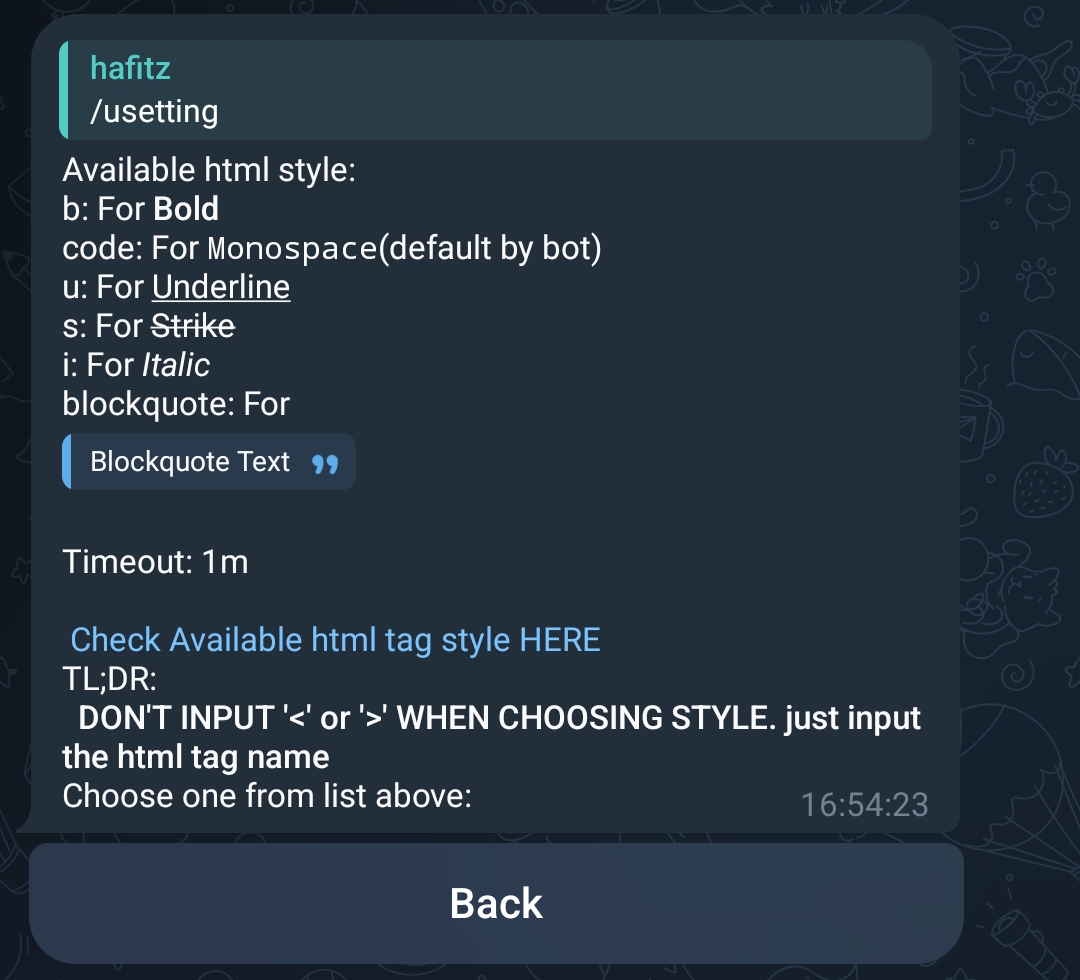 hafitz
/usetting
Available html style:
b: For Bold
code: For Monospace(default by bot)
u: For Underline
s: For Strike
i: For Italic
blockquote: For
Blockquote Text
Timeout: 1m
Check Available html tag style HERE
TL;DR:
DON'T INPUT '<' or '>' WHEN CHOOSING STYLE. just input
the html tag name
Choose one from list above:
16:54:23
Back